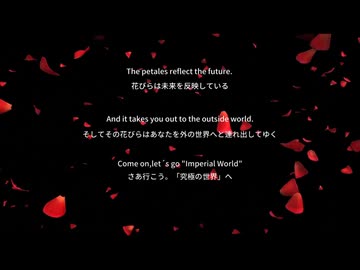 The petales reflect the future.
花びらは未来を反映している
And it takes you out to the outside world.
そしてその花びらはあなたを外の世界へと連れ出してゆく
Come on,let´s go "Imperial World"
さあ行こう。「究極の世界」へ